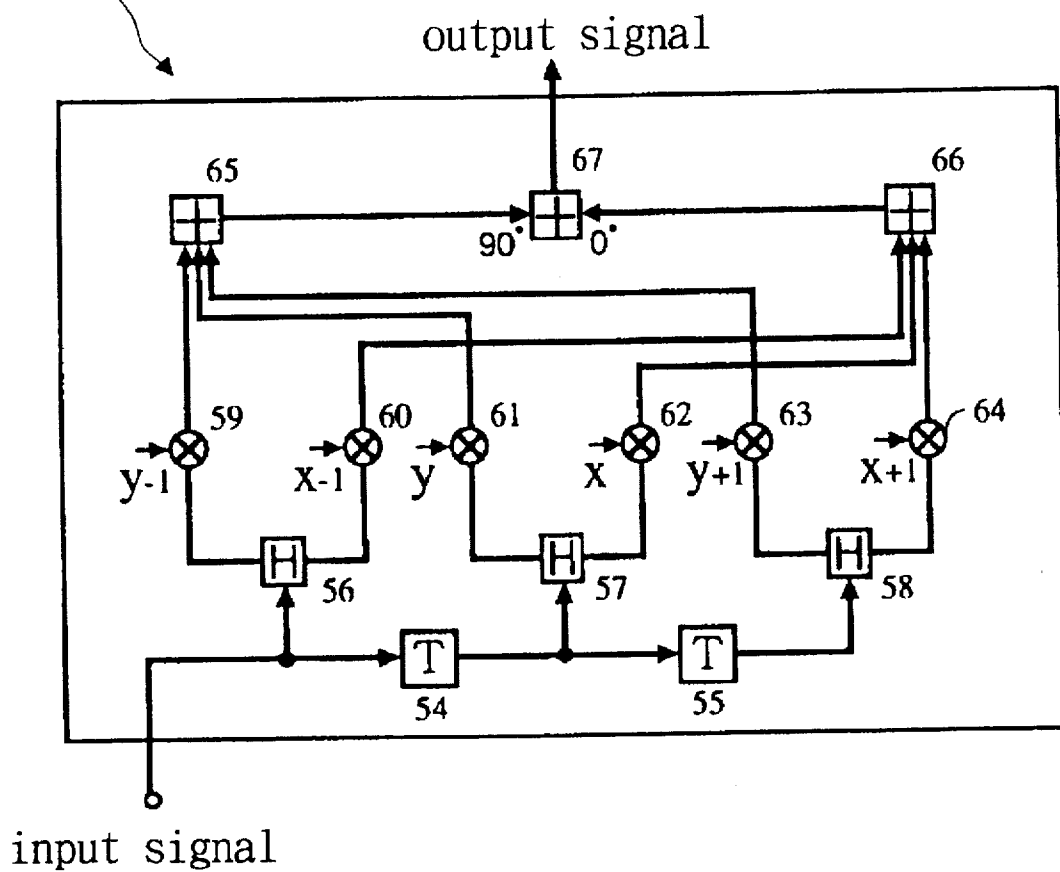 output signal
65
67
66
90°
0°
59
60
61
62
63
64
y-1
x-1
y
x
y+1
x+1
H
H
H
56
57
58
T
T
54
55
input signal